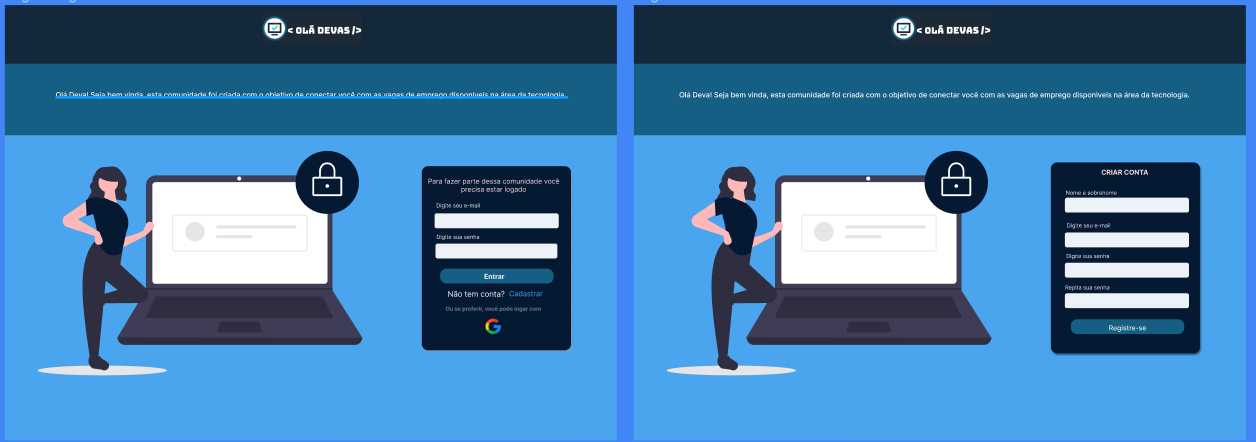 < OLÁ DEVAS />
Olá Deva! Seja bem vinda, esta comunidade foi criada com o objetivo de conectar você com as vagas de emprego disponíveis na área da tecnologia.
Para fazer parte dessa comunidade você
precisa estar logado
Digite seu e-mail
Digite sua senha
Entrar
Não tem conta? Cadastrar
Ou se preferir, você pode logar com
G
< OLÁ DEVAS />
Olá Deva! Seja bem vinda, esta comunidade foi criada com o objetivo de conectar você com as vagas de emprego disponíveis na área da tecnologia.
CRIAR CONTA
Nome e sobrenome
Digite seu e-mail
Digite sua senha
Repita sua senha
Registre-se